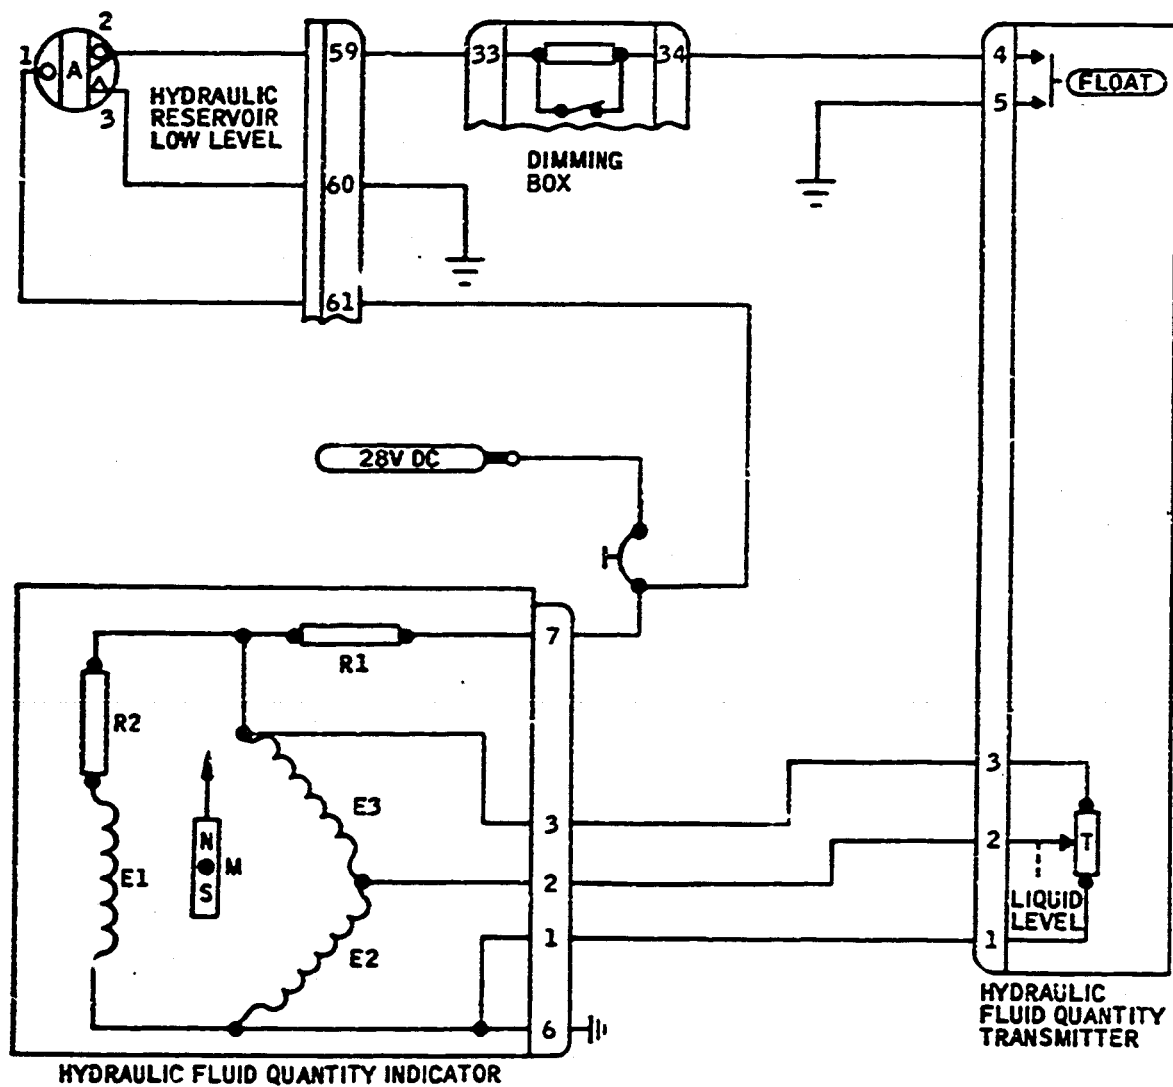 2
1
A
3
HYDRAULIC
RESERVOIR
LOW LEVEL
59
60
61
33
34
DIMMING
BOX
4
5
FLOAT
28V DC
7
R1
R2
E3
N
M
S
E1
E2
3
2
1
6
3
2
1
T
LIQUID
LEVEL
HYDRAULIC
FLUID QUANTITY
TRANSMITTER
HYDRAULIC FLUID QUANTITY INDICATOR